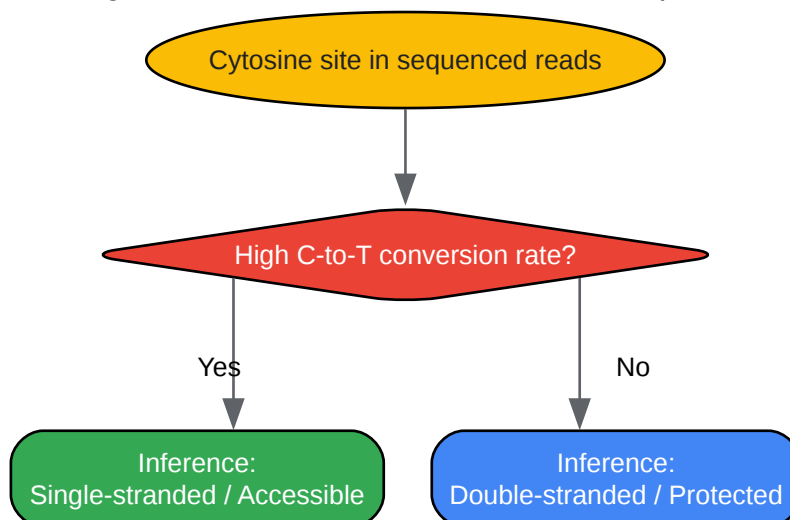 Cytosine site in sequenced reads
High C-to-T conversion rate?
Yes
No
Inference:
Single-stranded / Accessible
Inference:
Double-stranded / Protected